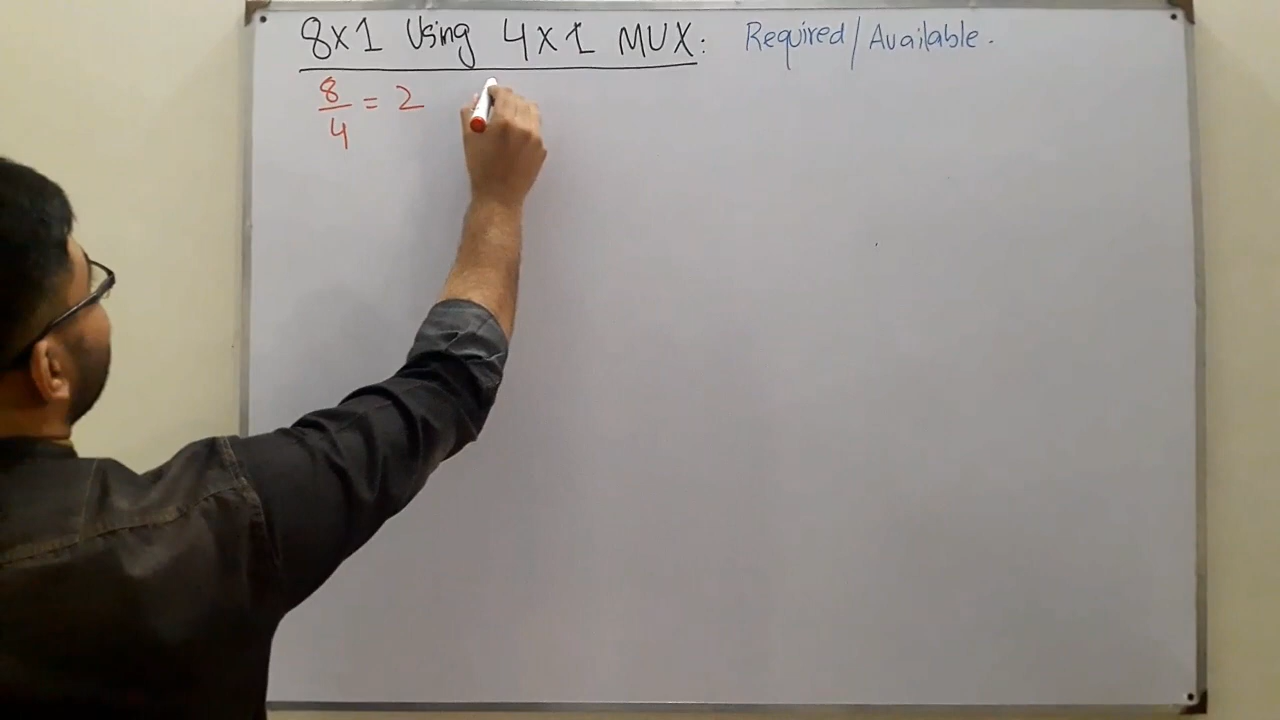 8x1 Using 4x1 MUX: Required/Available.
8/4 = 2